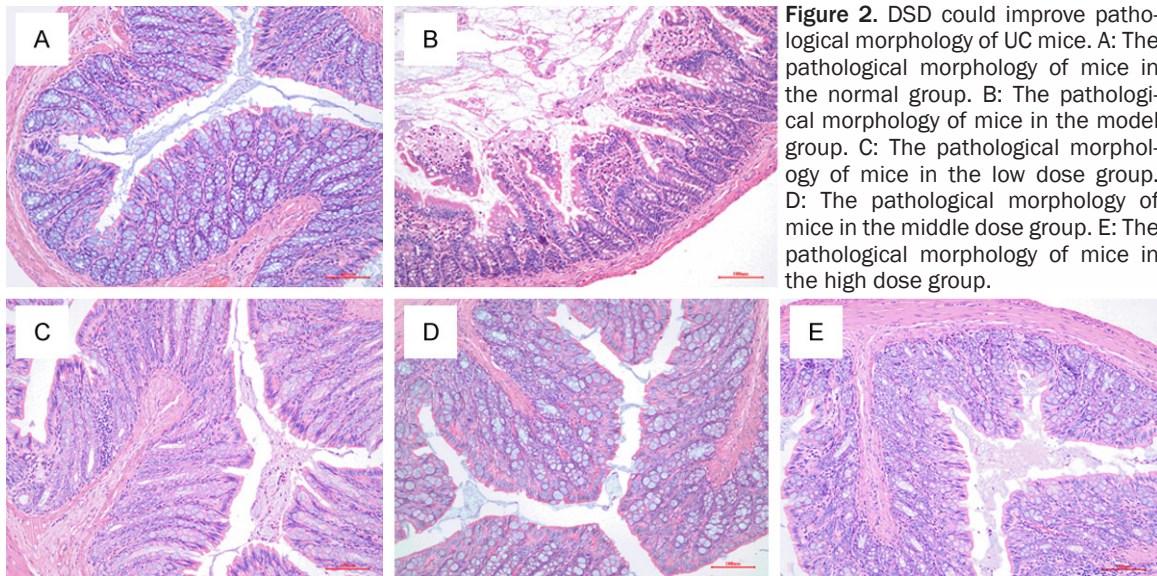 A
B
Figure 2. DSD could improve patho-
logical morphology of UC mice. A: The
pathological morphology of mice in
the normal group. B: The pathologi-
cal morphology of mice in the model
group. C: The pathological morphol-
ogy of mice in the low dose group.
D: The pathological morphology of
mice in the middle dose group. E: The
pathological morphology of mice in
the high dose group.
C
D
E